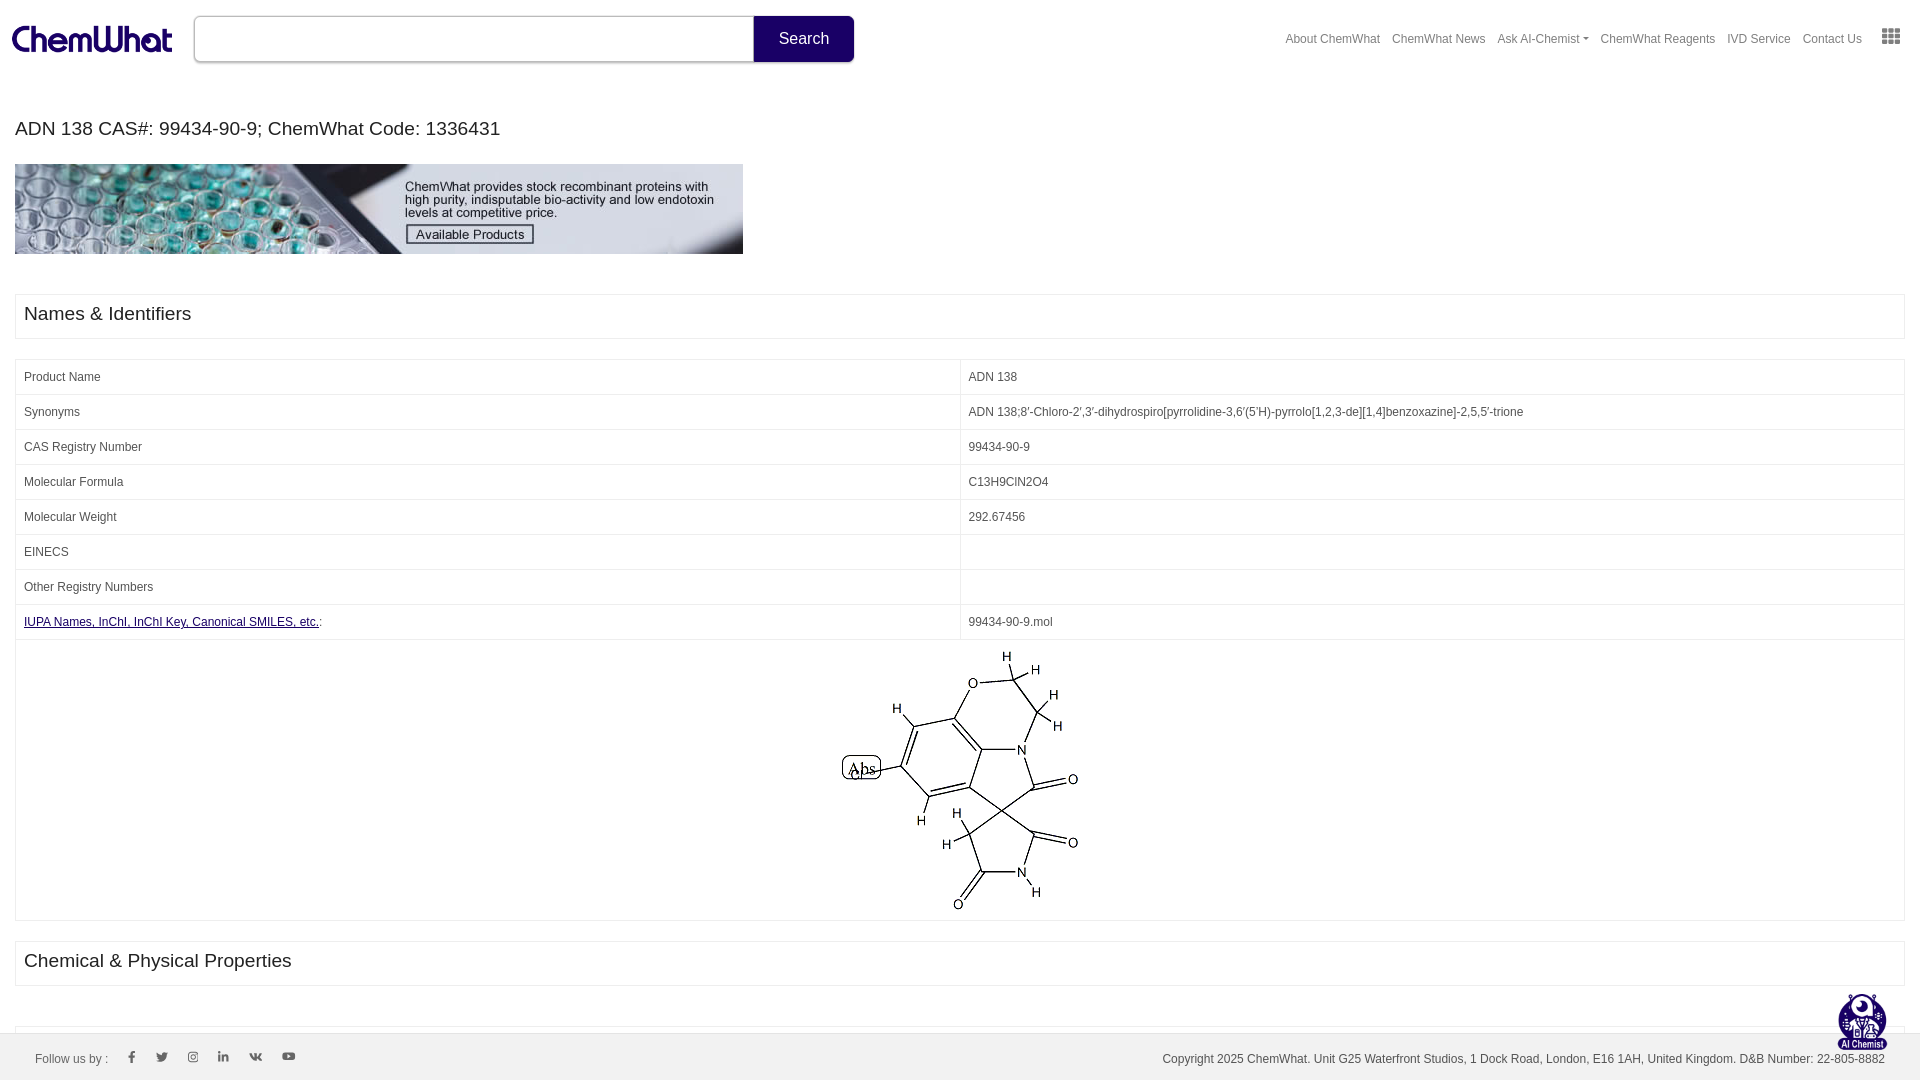 ChemWhat
Search
About ChemWhat
ChemWhat News
Ask AI-Chemist
ChemWhat Reagents
IVD Service
Contact Us
ADN 138 CAS#: 99434-90-9; ChemWhat Code: 1336431
ChemWhat provides stock recombinant proteins with
high purity, indisputable bio-activity and low endotoxin
levels at competitive price.
Available Products
Names & Identifiers
Product Name
ADN 138
Synonyms
ADN 138;8′-Chloro-2′,3′-dihydrospiro[pyrrolidine-3,6′(5’H)-pyrrolo[1,2,3-de][1,4]benzoxazine]-2,5,5′-trione
CAS Registry Number
99434-90-9
Molecular Formula
C13H9ClN2O4
Molecular Weight
292.67456
EINECS
Other Registry Numbers
IUPA Names, InChI, InChI Key, Canonical SMILES, etc.:
99434-90-9.mol
H
H
O
H
H
H
N
Abs
Cl
O
H
H
H
O
N
H
O
Chemical & Physical Properties
AI Chemist
Follow us by :
Copyright 2025 ChemWhat. Unit G25 Waterfront Studios, 1 Dock Road, London, E16 1AH, United Kingdom. D&B Number: 22-805-8882